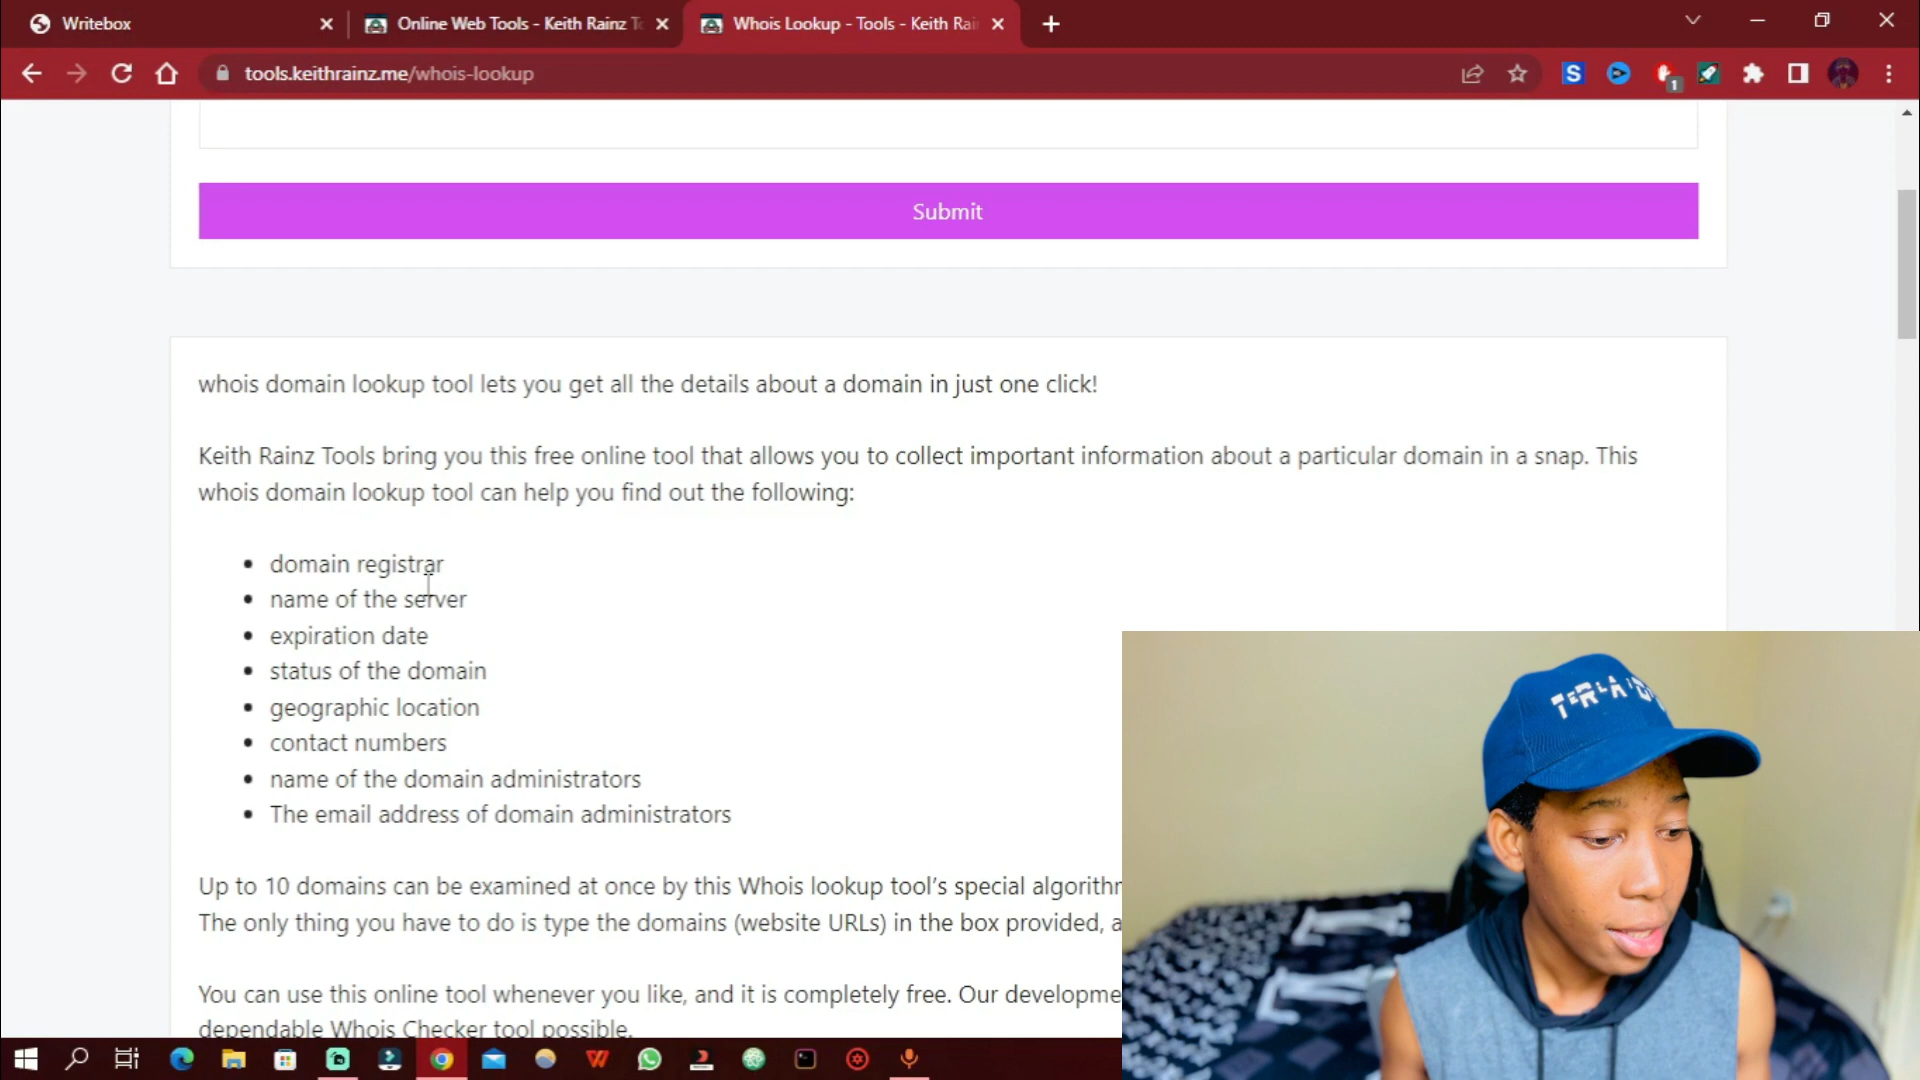 Writebox
Online Web Tools - Keith Rainz To
Whois Lookup - Tools - Keith Rai
tools.keithrainz.me/whois-lookup
S
1
Submit
whois domain lookup tool lets you get all the details about a domain in just one click!
Keith Rainz Tools bring you this free online tool that allows you to collect important information about a particular domain in a snap. This
whois domain lookup tool can help you find out the following:
domain registrar
name of the server
expiration date
status of the domain
geographic location
contact numbers
name of the domain administrators
The email address of domain administrators
Up to 10 domains can be examined at once by this Whois lookup tool’s special algorithm
The only thing you have to do is type the domains (website URLs) in the box provided, a
You can use this online tool whenever you like, and it is completely free. Our developme
dependable Whois Checker tool possible.